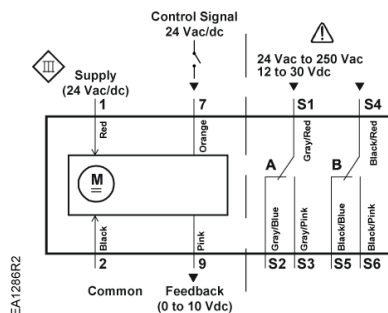 Control Signal
24 Vac/dc
24 Vac to 250 Vac
12 to 30 Vdc
III
Supply
(24 Vac/dc)
1
7
S1
S4
Red
Orange
Gray/Red
Black/Red
A
B
M
Black
Pink
Gray/Blue
Gray/Pink
Black/Blue
Black/Pink
2
9
S2
S3
S5
S6
Common
Feedback
(0 to 10 Vdc)
EA1286R2